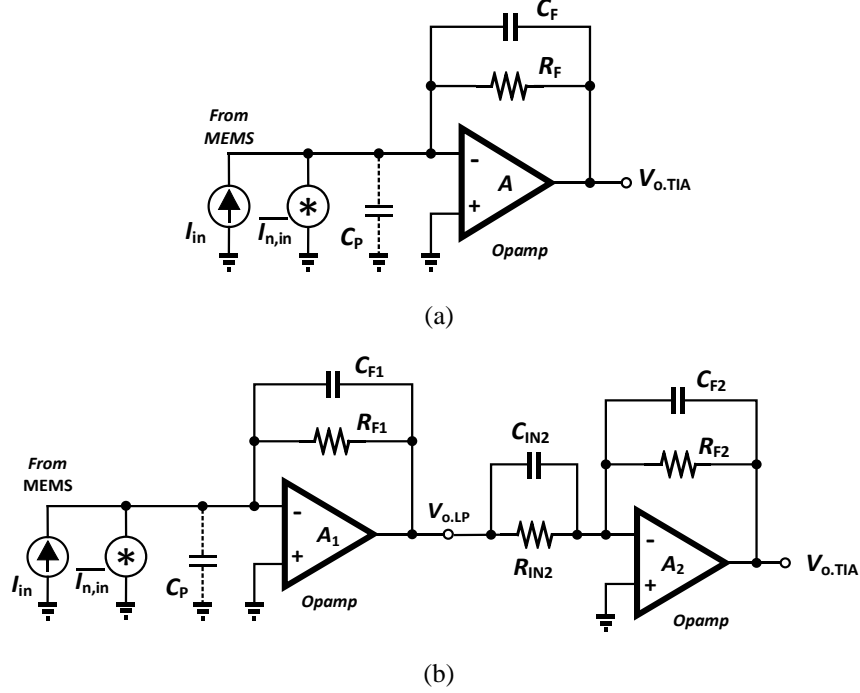 C_F
R_F
From
MEMS
-
A
+
V_o.TIA
I_in
I_n,in
*
C_P
Opamp
(a)
C_F1
C_F2
R_F1
C_IN2
R_F2
From
MEMS
-
V_o.LP
A_1
+
-
R_IN2
A_2
V_o.TIA
I_in
I_n,in
*
C_P
+
Opamp
Opamp
(b)